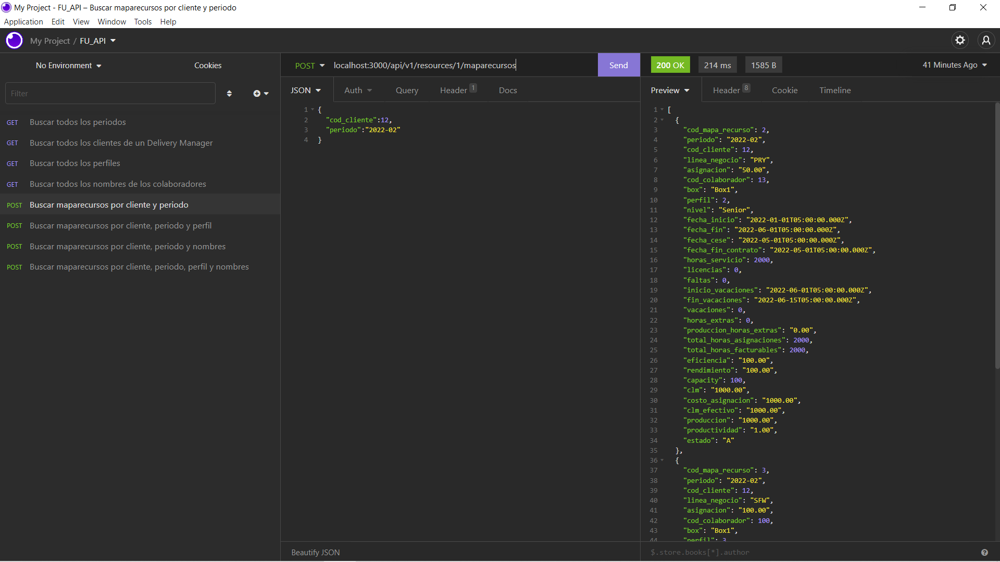 My Project - FU_API – Buscar maparecursos por cliente y periodo
Application Edit View Window Tools Help
My Project / FU_API
No Environment Cookies
Filter
GET Buscar todos los periodos
GET Buscar todos los clientes de un Delivery Manager
GET Buscar todos los perfiles
GET Buscar todos los nombres de los colaboradores
POST Buscar maparecursos por cliente y periodo
POST Buscar maparecursos por cliente, periodo y perfil
POST Buscar maparecursos por cliente, periodo y nombres
POST Buscar maparecursos por cliente, periodo, perfil y nombres
POST localhost:3000/api/v1/resources/1/maparecursos Send
JSON Auth Query Header 1 Docs
1 {
2 "cod_cliente":12,
3 "periodo":"2022-02"
4 }
Beautify JSON
200 OK 214 ms 1585 B 41 Minutes Ago
Preview Header 8 Cookie Timeline
1 [
2 {
3 "cod_mapa_recurso": 2,
4 "periodo": "2022-02",
5 "cod_cliente": 12,
6 "linea_negocio": "PRY",
7 "asignacion": "50.00",
8 "cod_colaborador": 13,
9 "box": "Box1",
10 "perfil": 2,
11 "nivel": "Senior",
12 "fecha_inicio": "2022-01-01T05:00:00.000Z",
13 "fecha_fin": "2022-06-01T05:00:00.000Z",
14 "fecha_cese": "2022-05-01T05:00:00.000Z",
15 "fecha_fin_contrato": "2022-05-01T05:00:00.000Z",
16 "horas_servicio": 2000,
17 "licencias": 0,
18 "faltas": 0,
19 "inicio_vacaciones": "2022-06-01T05:00:00.000Z",
20 "fin_vacaciones": "2022-06-15T05:00:00.000Z",
21 "vacaciones": 0,
22 "horas_extras": 0,
23 "produccion_horas_extras": "0.00",
24 "total_horas_asignaciones": 2000,
25 "total_horas_facturables": 2000,
26 "eficiencia": "100.00",
27 "rendimiento": "100.00",
28 "capacity": 100,
29 "clm": "1000.00",
30 "costo_asignacion": "1000.00",
31 "clm_efectivo": "1000.00",
32 "produccion": "1000.00",
33 "productividad": "1.00",
34 "estado": "A"
35 },
36 {
37 "cod_mapa_recurso": 3,
38 "periodo": "2022-02",
39 "cod_cliente": 12,
40 "linea_negocio": "SFW",
41 "asignacion": "100.00",
42 "cod_colaborador": 100,
43 "box": "Box1",
44 "perfil": 3
$.store.books[*].author